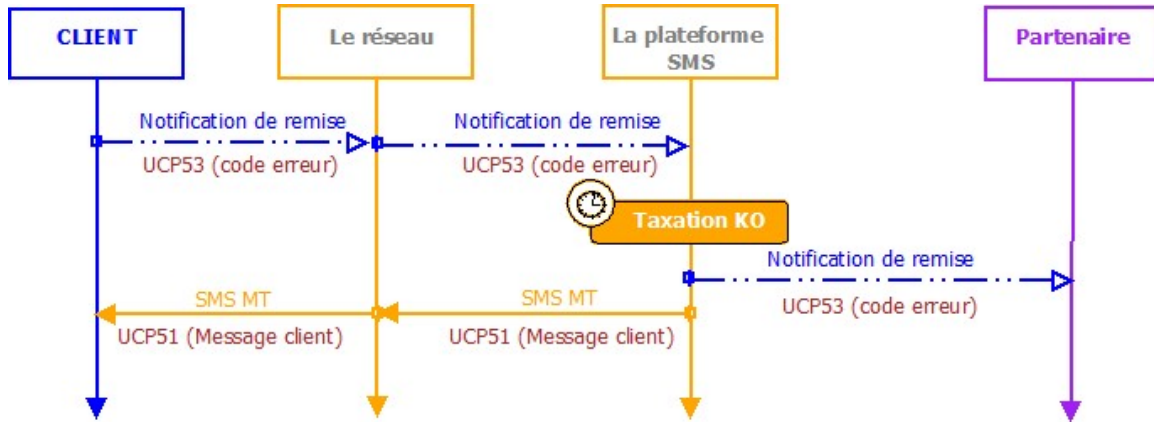 CLIENT
Le réseau
La plateforme
SMS
Partenaire
Notification de remise
Notification de remise
UCP53 (code erreur)
UCP53 (code erreur)
Taxation KO
Notification de remise
UCP53 (code erreur)
SMS MT
SMS MT
UCP51 (Message client)
UCP51 (Message client)